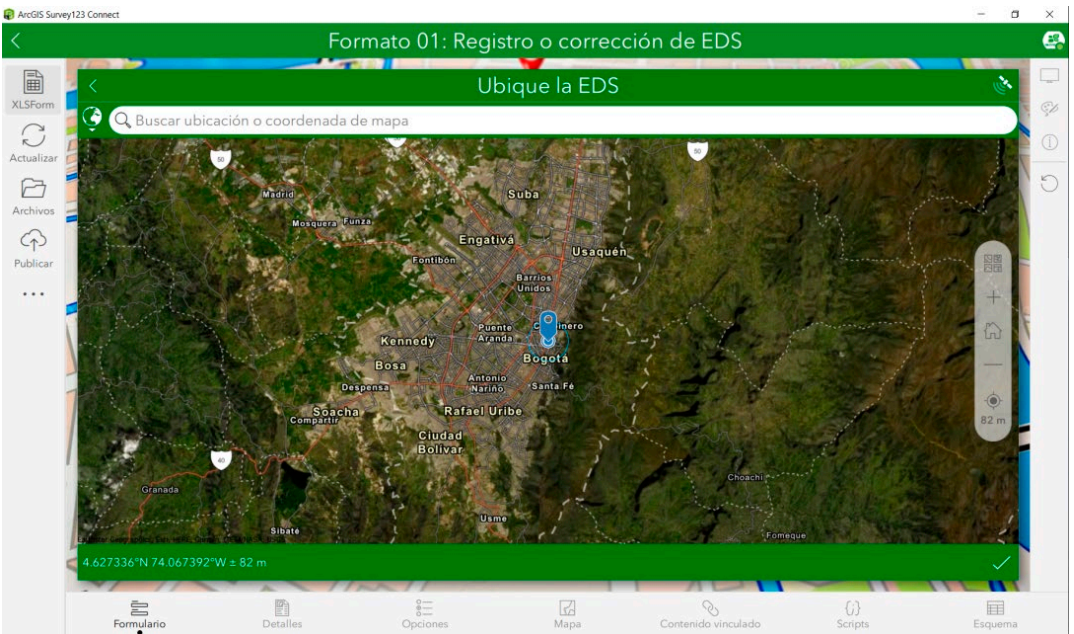 ArcGIS Survey123 Connect
Formato 01: Registro o corrección de EDS
XLSForm
Actualizar
Archivos
Publicar
Ubique la EDS
Buscar ubicación o coordenada de mapa
50
50
Madrid
Suba
Mosquera
Funza
Engativá
Usaquén
Fontibón
Barrios
Unidos
Puente
Aranda
Kennedy
Bogotá
Bosa
Antonio
Nariño
Santa Fé
Despensa
Soacha
Compartir
Rafael Uribe
Ciudad
Bolívar
40
Granada
Choachí
Usme
Sibaté
Fomeque
82 m
4.627336°N 74.067392°W ± 82 m
Formulario
Detalles
Opciones
Mapa
Contenido vinculado
Scripts
Esquema